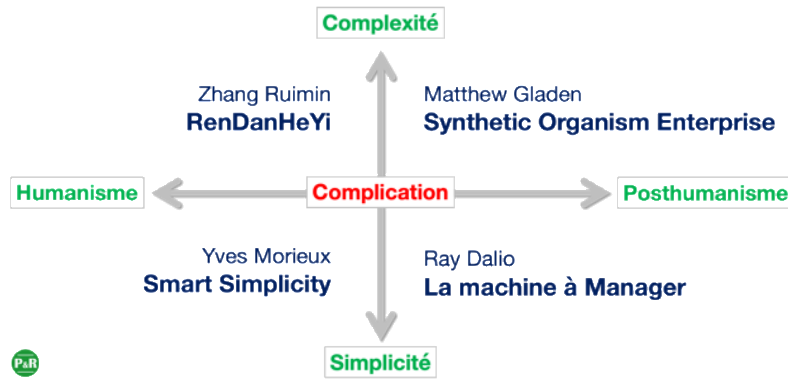 Complexité
Zhang Ruimin
RenDanHeYi
Matthew Gladen
Synthetic Organism Enterprise
Humanisme
Complication
Posthumanisme
Yves Morieux
Smart Simplicity
Ray Dalio
La machine à Manager
Simplicité
P&R